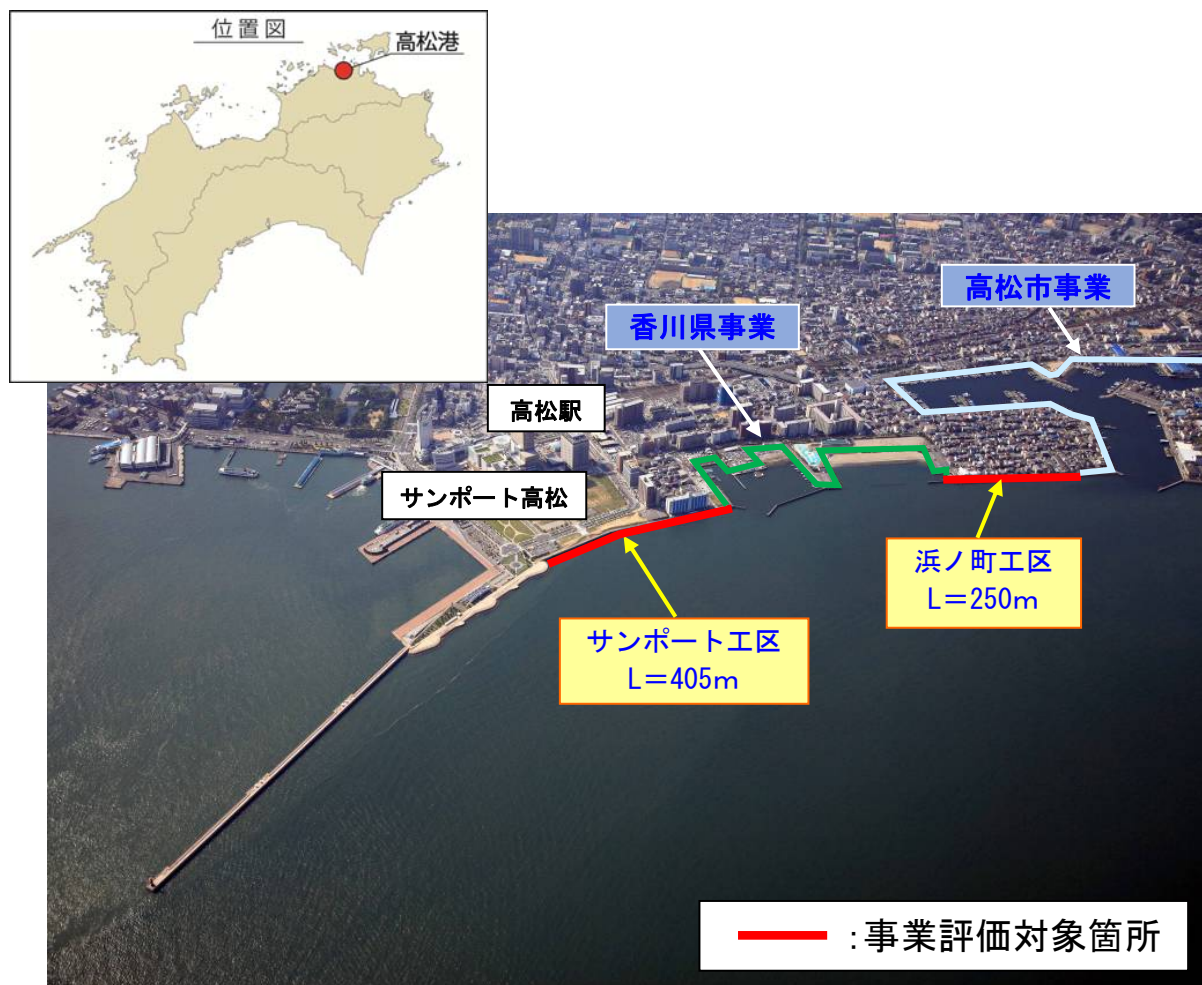 位置図
高松港
高松市事業
香川県事業
高松駅
サンポート高松
浜ノ町工区
L=250m
サンポート工区
L=405m
:事業評価対象箇所